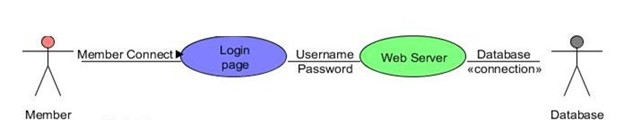 Member Connect
Login
page
Username
Password
Web Server
Database
«connection»
Member
Database